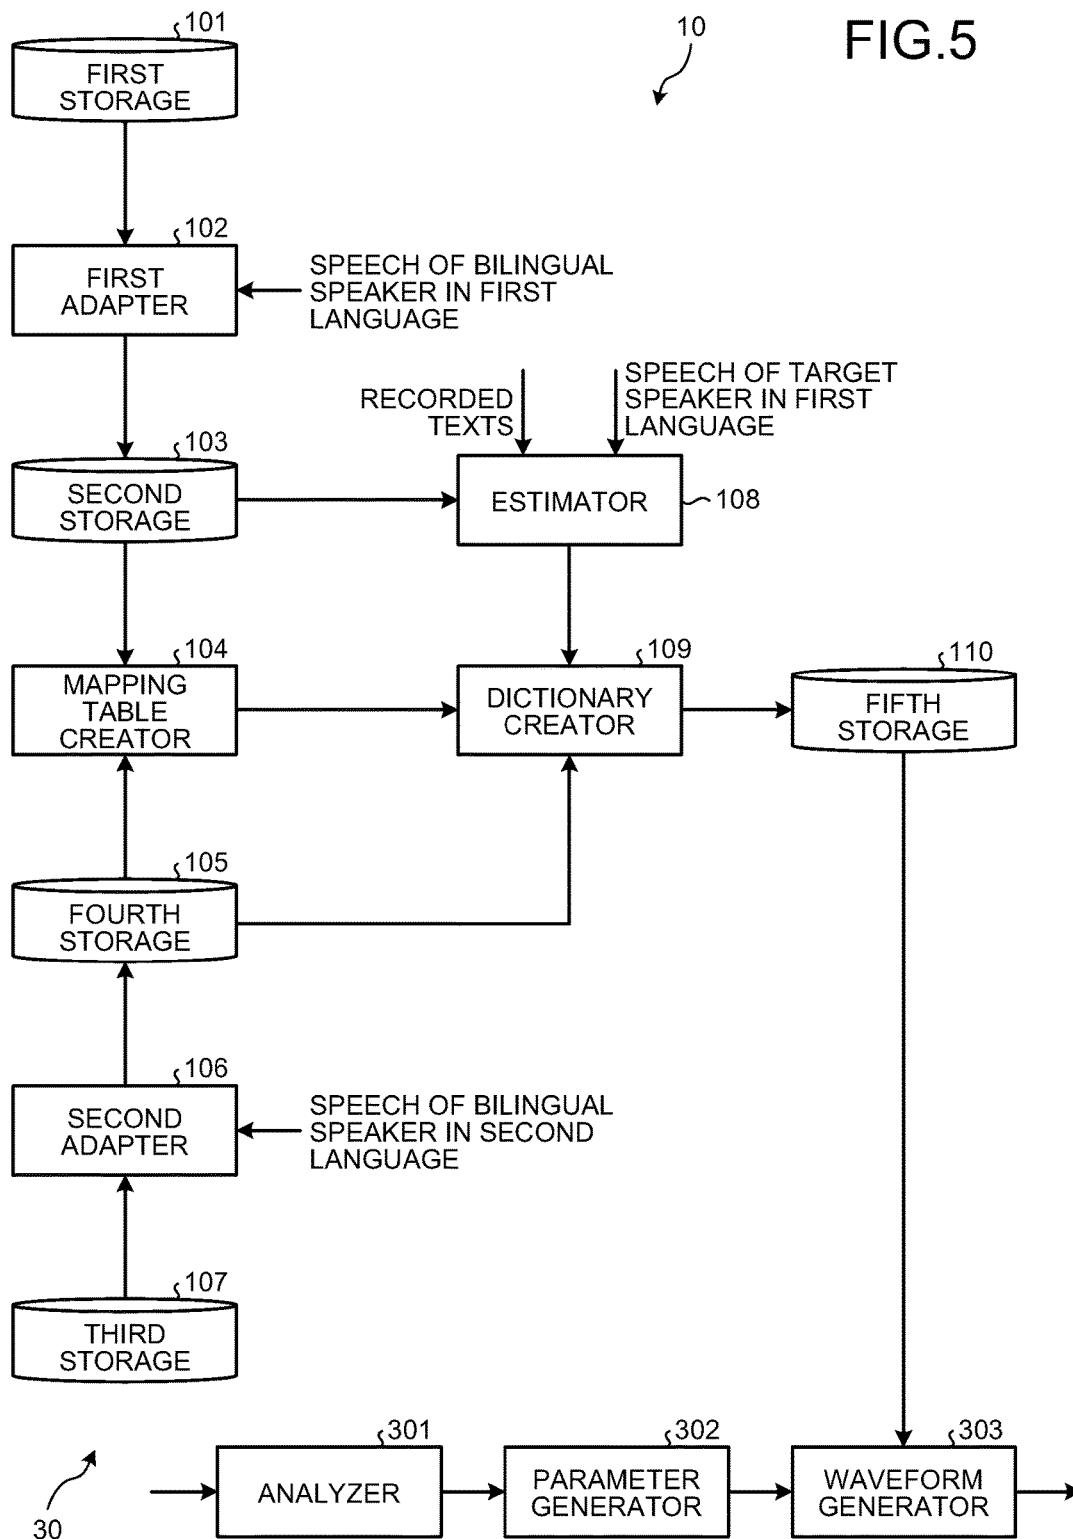 FIG.5
10
101
FIRST
STORAGE
102
FIRST
ADAPTER
SPEECH OF BILINGUAL
SPEAKER IN FIRST
LANGUAGE
RECORDED
TEXTS
SPEECH OF TARGET
SPEAKER IN FIRST
LANGUAGE
103
SECOND
STORAGE
ESTIMATOR
108
104
MAPPING
TABLE
CREATOR
109
DICTIONARY
CREATOR
110
FIFTH
STORAGE
105
FOURTH
STORAGE
106
SECOND
ADAPTER
SPEECH OF BILINGUAL
SPEAKER IN SECOND
LANGUAGE
107
THIRD
STORAGE
30
301
ANALYZER
302
PARAMETER
GENERATOR
303
WAVEFORM
GENERATOR